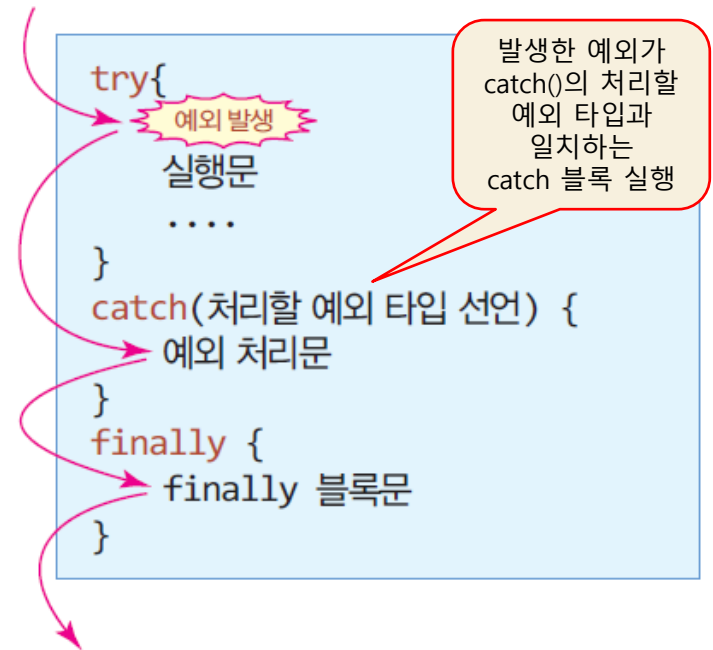 try{
예외 발생
실행문
....
}
catch(처리할 예외 타입 선언) {
예외 처리문
}
finally {
finally 블록문
}
발생한 예외가
catch()의 처리할
예외 타입과
일치하는
catch 블록 실행